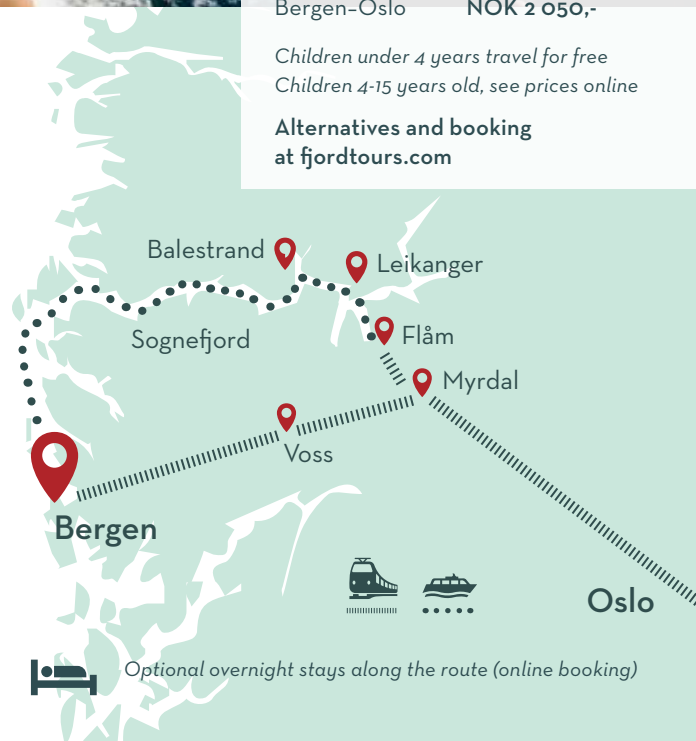 Bergen–Oslo NOK 2 050,-
Children under 4 years travel for free
Children 4-15 years old, see prices online
Alternatives and booking
at fjordtours.com
Balestrand
Leikanger
Sognefjord
Flåm
Myrdal
Voss
Bergen
Oslo
Optional overnight stays along the route (online booking)